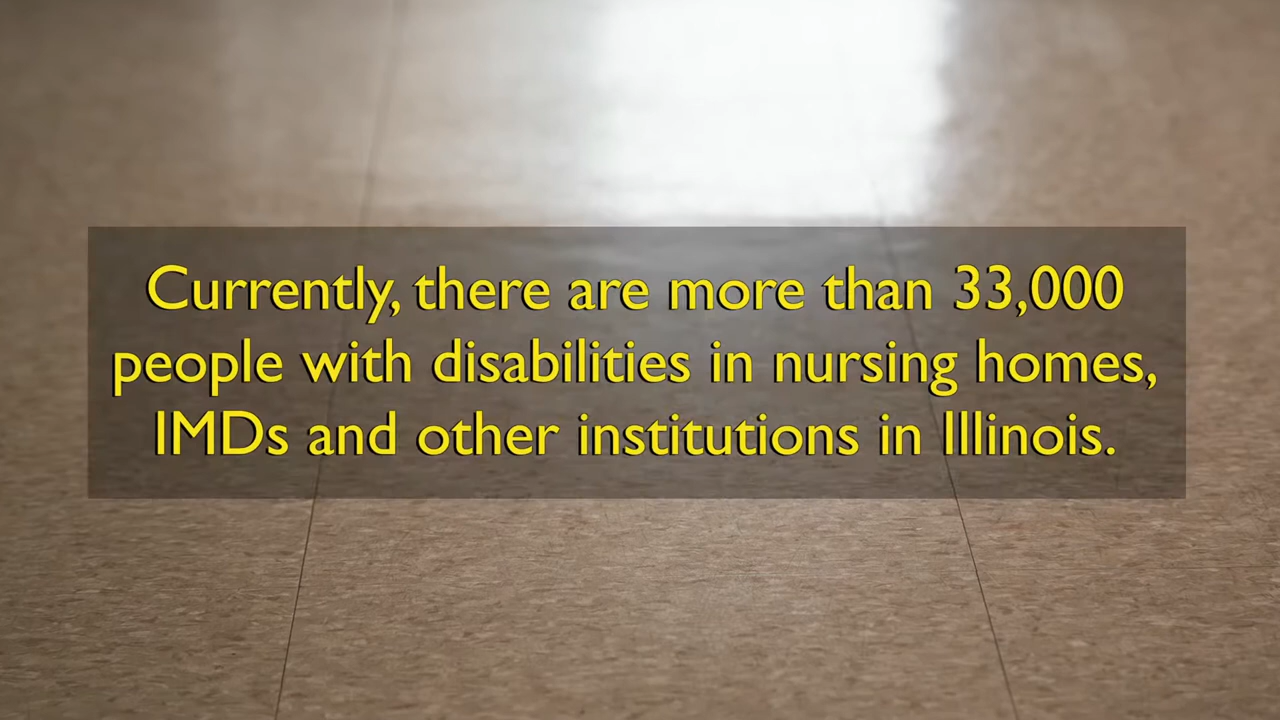 Currently, there are more than 33,000
people with disabilities in nursing homes,
IMDs and other institutions in Illinois.